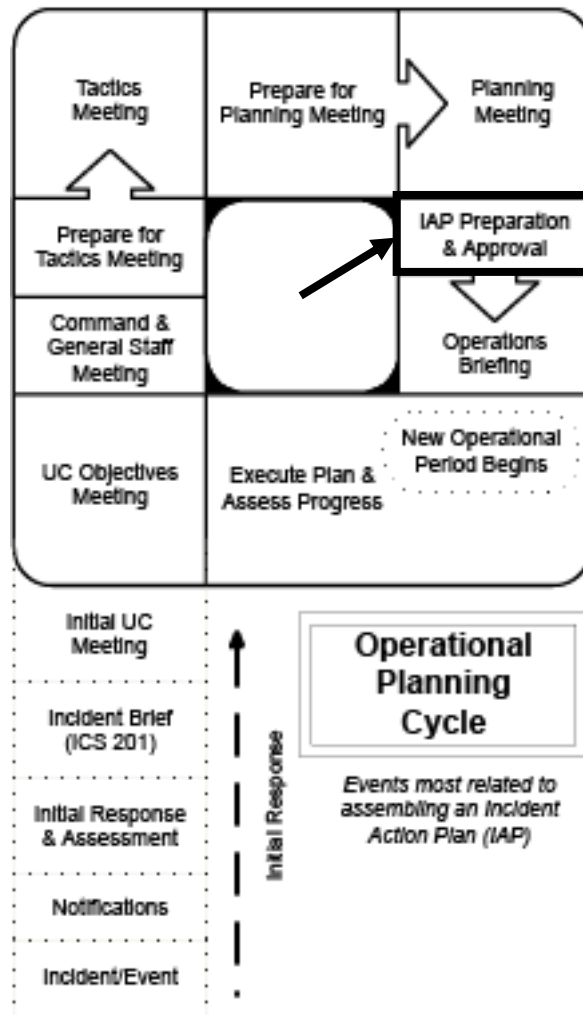 Tactics
Meeting
Prepare for
Planning Meeting
Planning
Meeting
Prepare for
Tactics Meeting
IAP Preparation
& Approval
Command &
General Staff
Meeting
Operations
Briefing
UC Objectives
Meeting
Execute Plan &
Assess Progress
New Operational
Period Begins
Initial UC
Meeting
Incident Brief
(ICS 201)
Initial Response
& Assessment
Notifications
Incident/Event
Initial Response
Operational
Planning
Cycle
Events most related to
assembling an Incident
Action Plan (IAP)